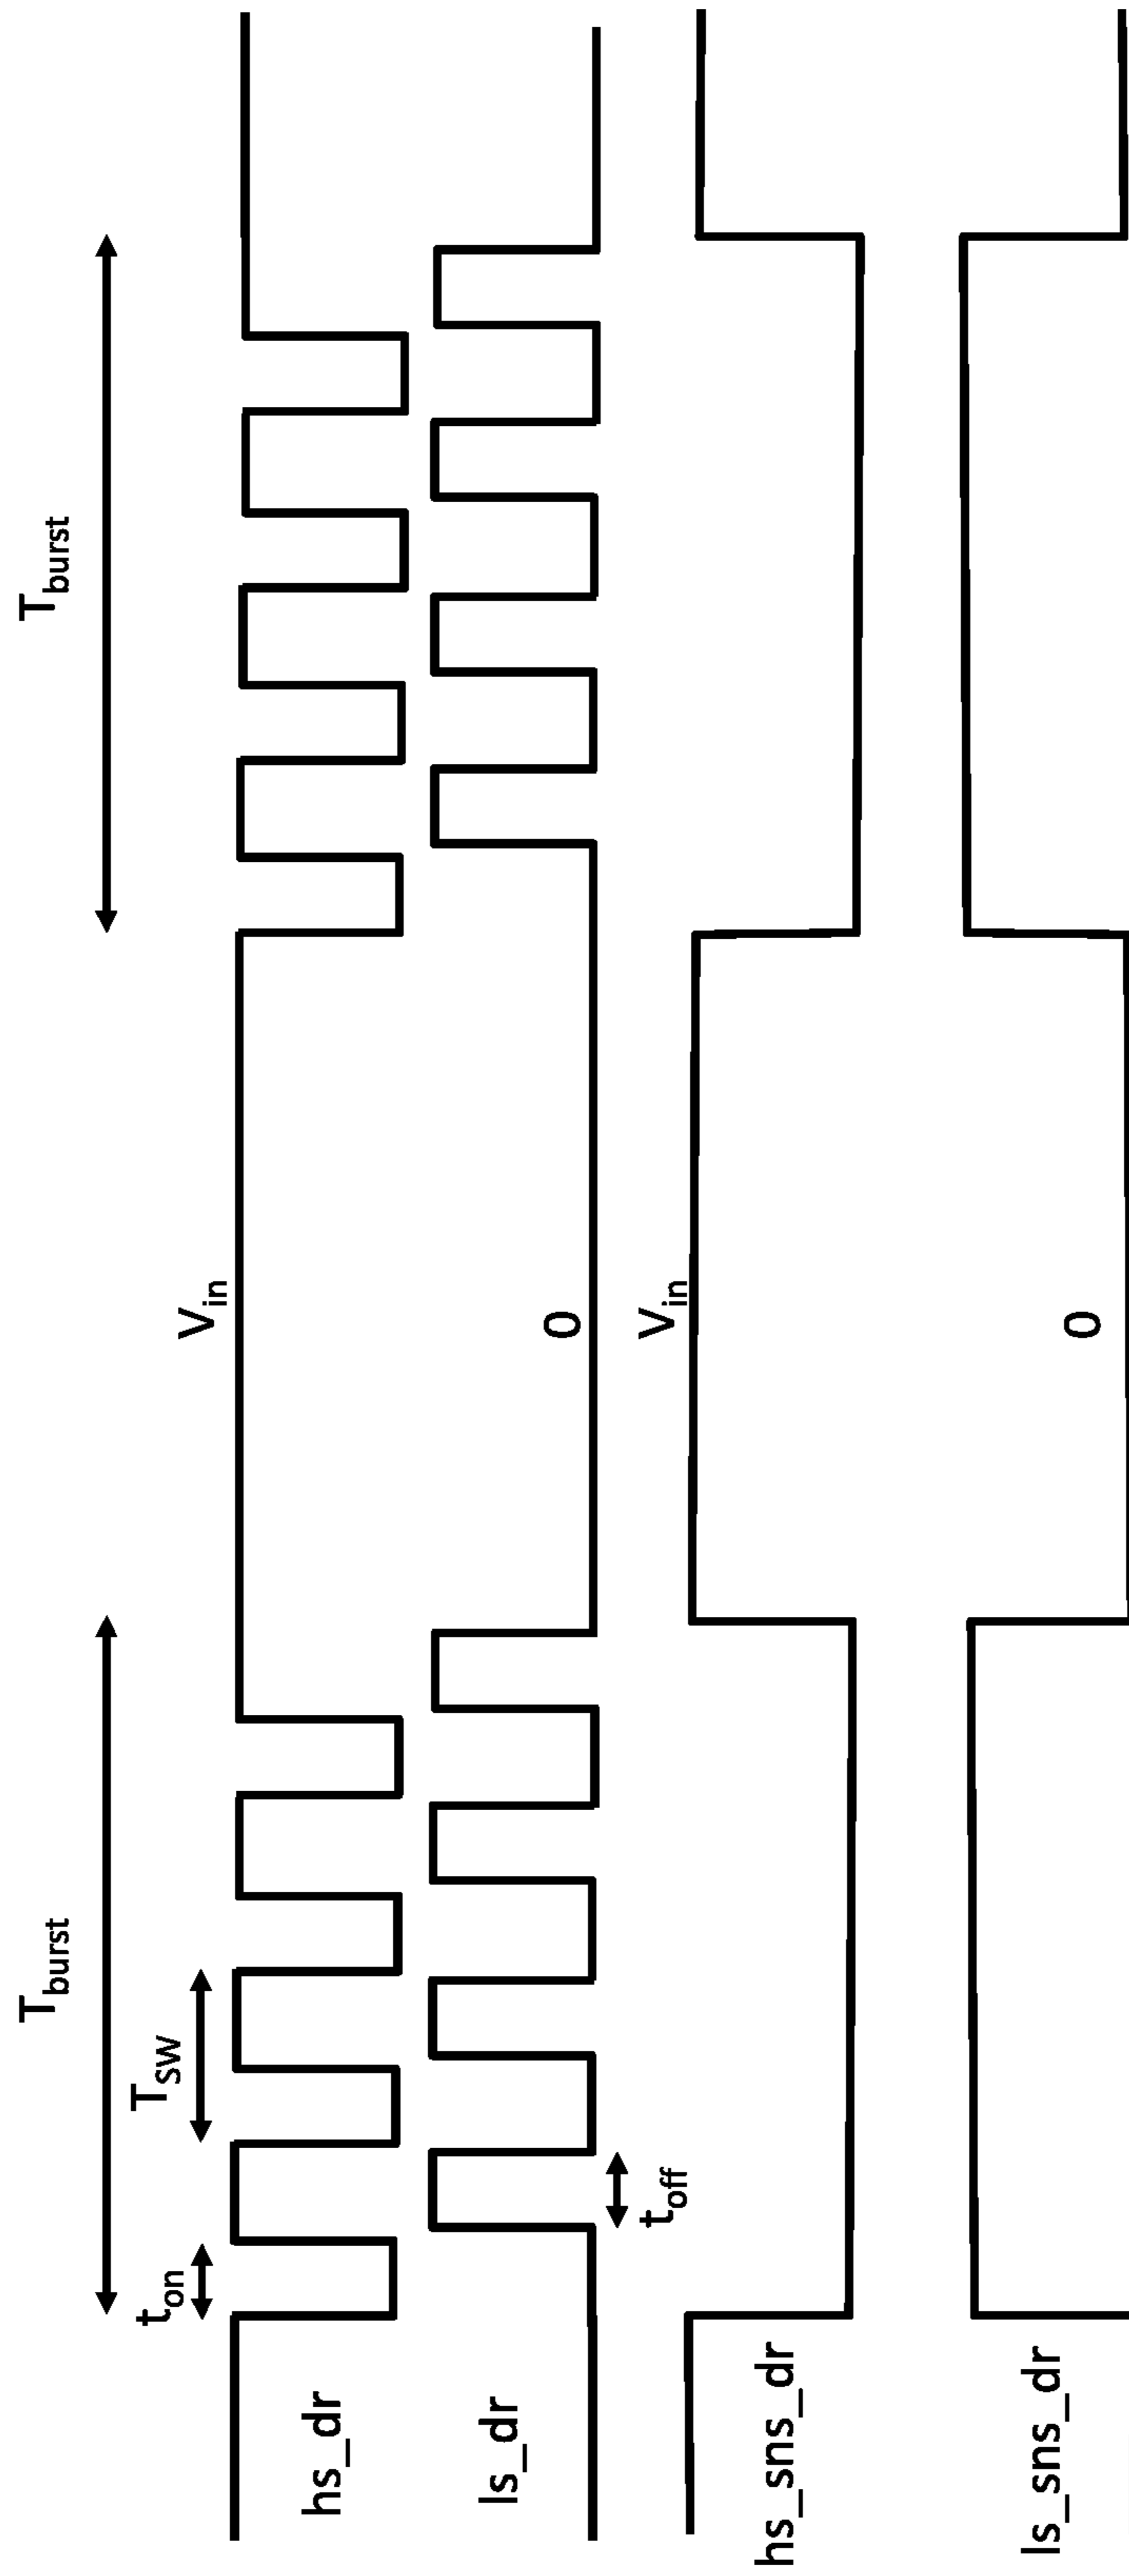 T_burst
T_burst
t_on
T_SW
V_in
hs_dr
ls_dr
0
t_off
V_in
hs_sns_dr
ls_sns_dr
0